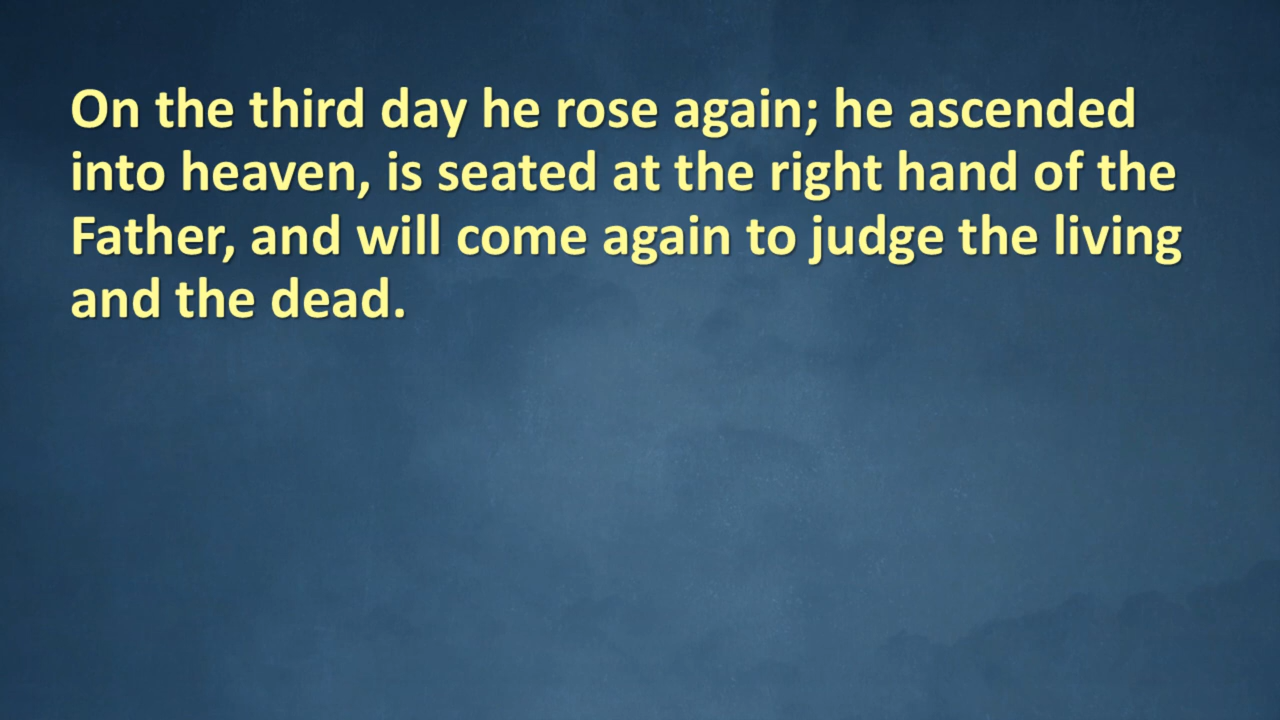 On the third day he rose again; he ascended
into heaven, is seated at the right hand of the
Father, and will come again to judge the living
and the dead.